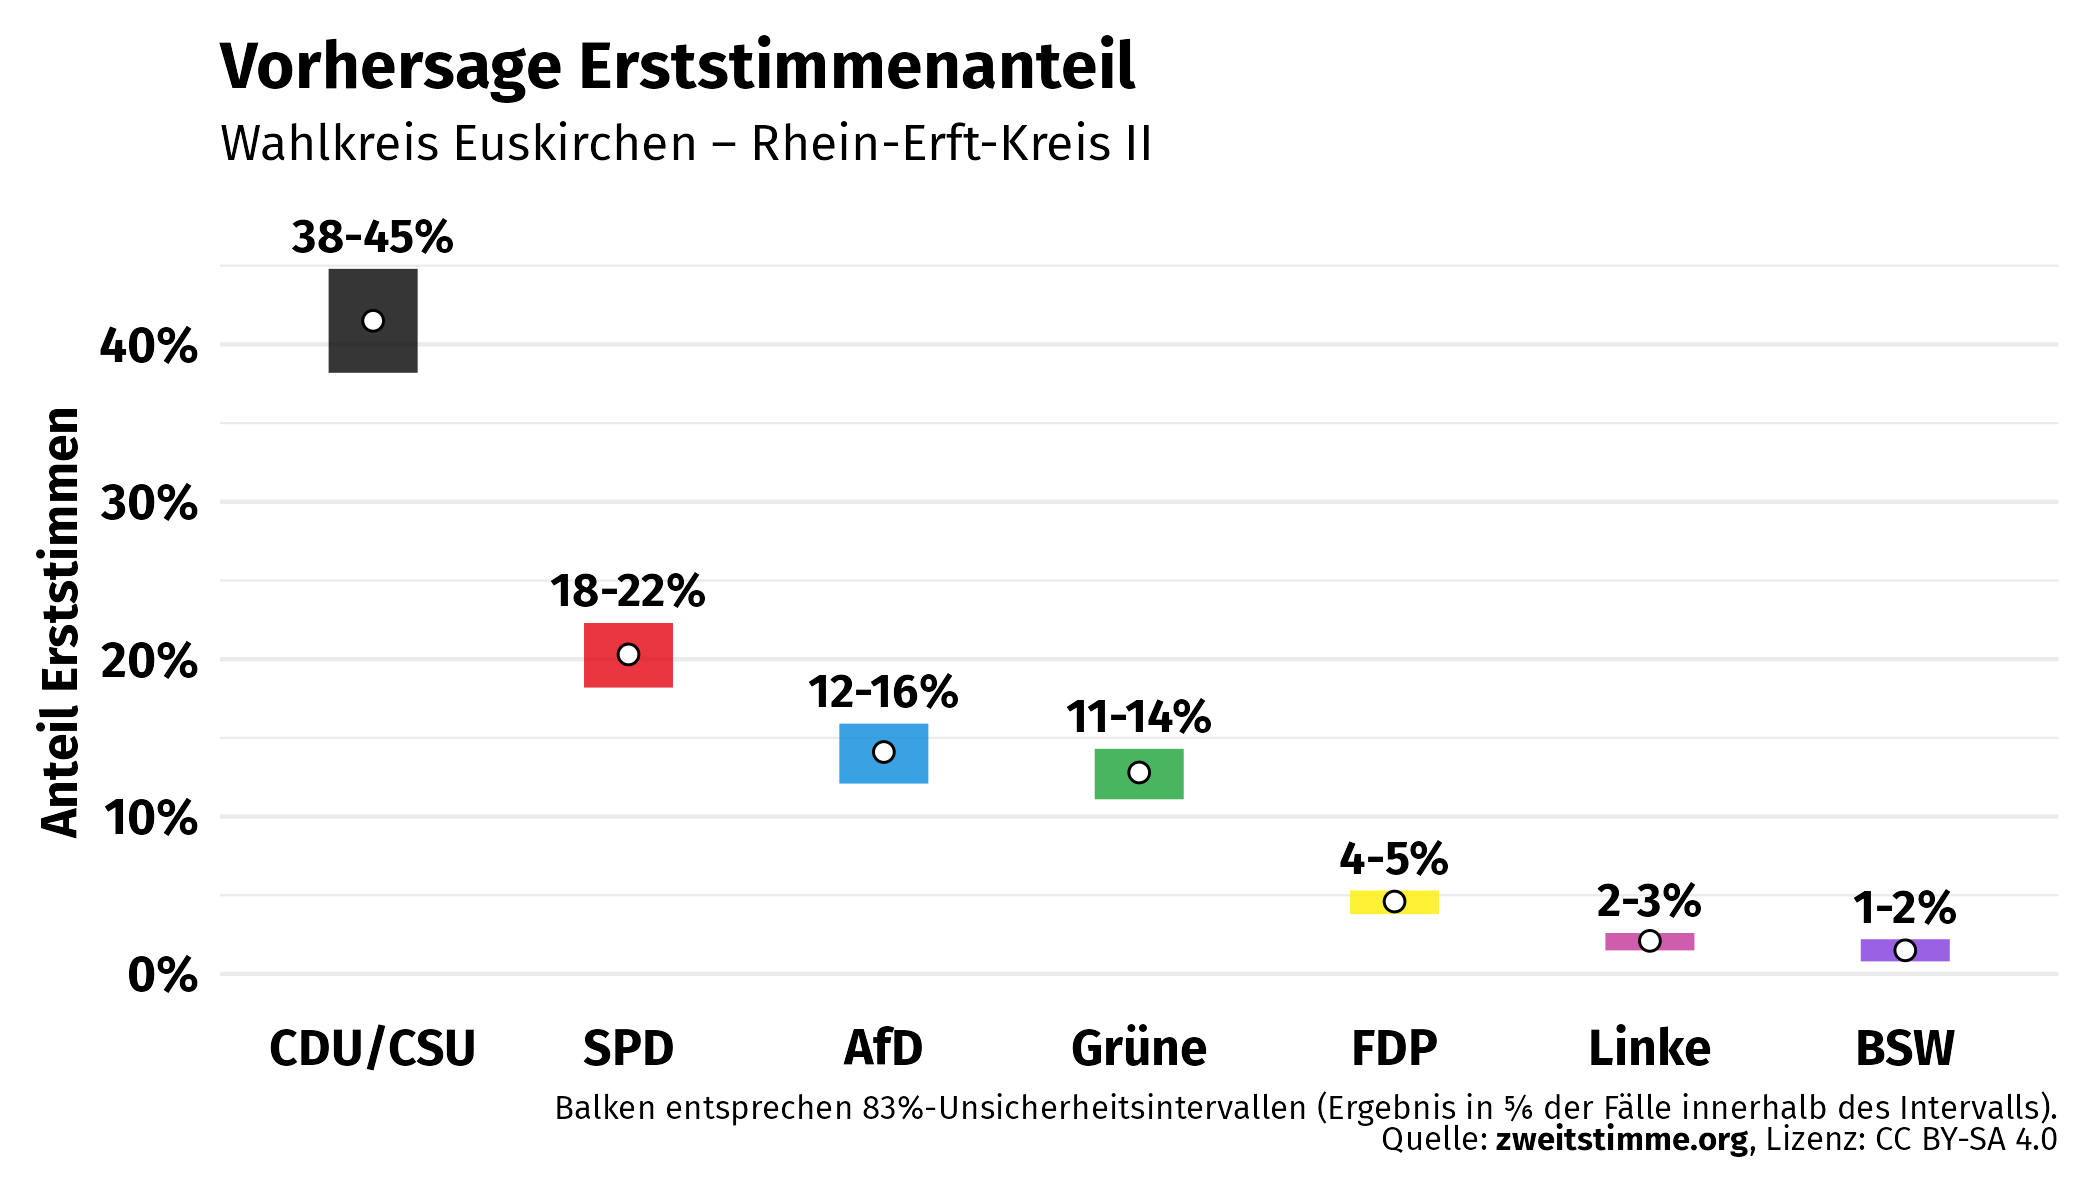 Vorhersage Erststimmenanteil
Wahlkreis Euskirchen – Rhein-Erft-Kreis II
Anteil Erststimmen
40%
30%
20%
10%
0%
38-45%
18-22%
12-16%
11-14%
4-5%
2-3%
1-2%
CDU/CSU SPD AfD Grüne FDP Linke BSW
Balken entsprechen 83%-Unsicherheitsintervallen (Ergebnis in ⅚ der Fälle innerhalb des Intervalls).
Quelle: zweitstimme.org, Lizenz: CC BY-SA 4.0